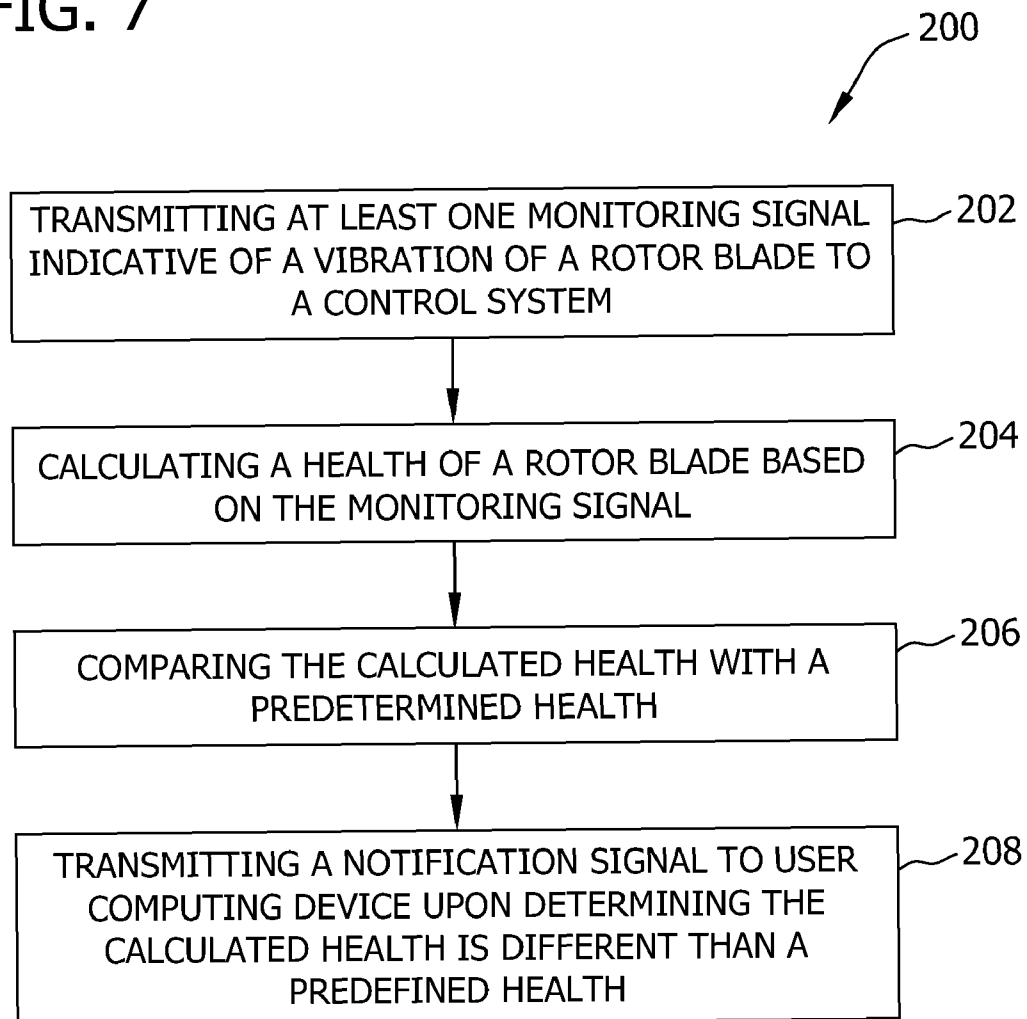 FIG. 7
200
TRANSMITTING AT LEAST ONE MONITORING SIGNAL
INDICATIVE OF A VIBRATION OF A ROTOR BLADE TO
A CONTROL SYSTEM
202
CALCULATING A HEALTH OF A ROTOR BLADE BASED
ON THE MONITORING SIGNAL
204
COMPARING THE CALCULATED HEALTH WITH A
PREDETERMINED HEALTH
206
TRANSMITTING A NOTIFICATION SIGNAL TO USER
COMPUTING DEVICE UPON DETERMINING THE
CALCULATED HEALTH IS DIFFERENT THAN A
PREDEFINED HEALTH
208